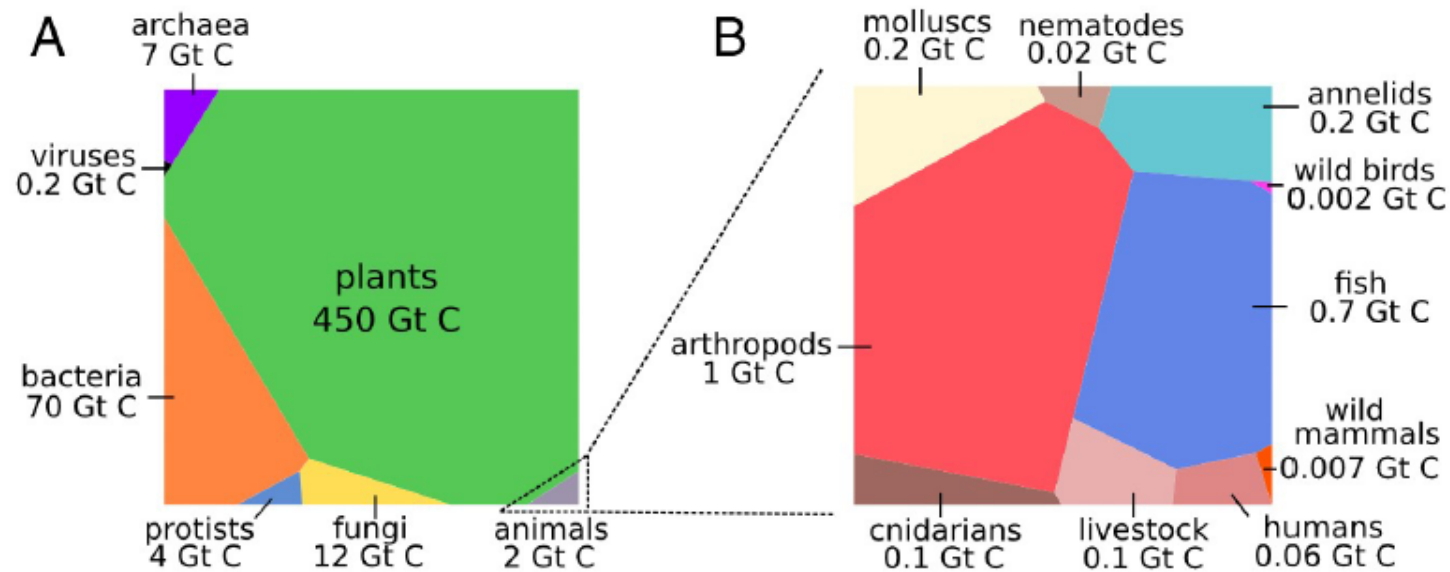 A
archaea
7 Gt C
viruses
0.2 Gt C
plants
450 Gt C
bacteria
70 Gt C
protists
4 Gt C
fungi
12 Gt C
animals
2 Gt C
B
molluscs
0.2 Gt C
nematodes
0.02 Gt C
annelids
0.2 Gt C
wild birds
0.002 Gt C
fish
0.7 Gt C
arthropods
1 Gt C
wild
mammals
0.007 Gt C
cnidarians
0.1 Gt C
livestock
0.1 Gt C
humans
0.06 Gt C